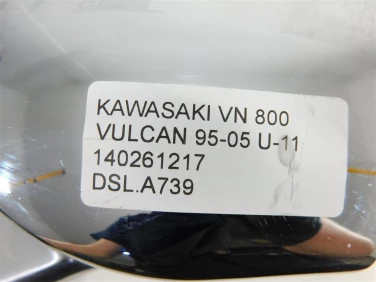 KAWASAKI VN 800
VULCAN 95-05 U-11
140261217
DSL.A739